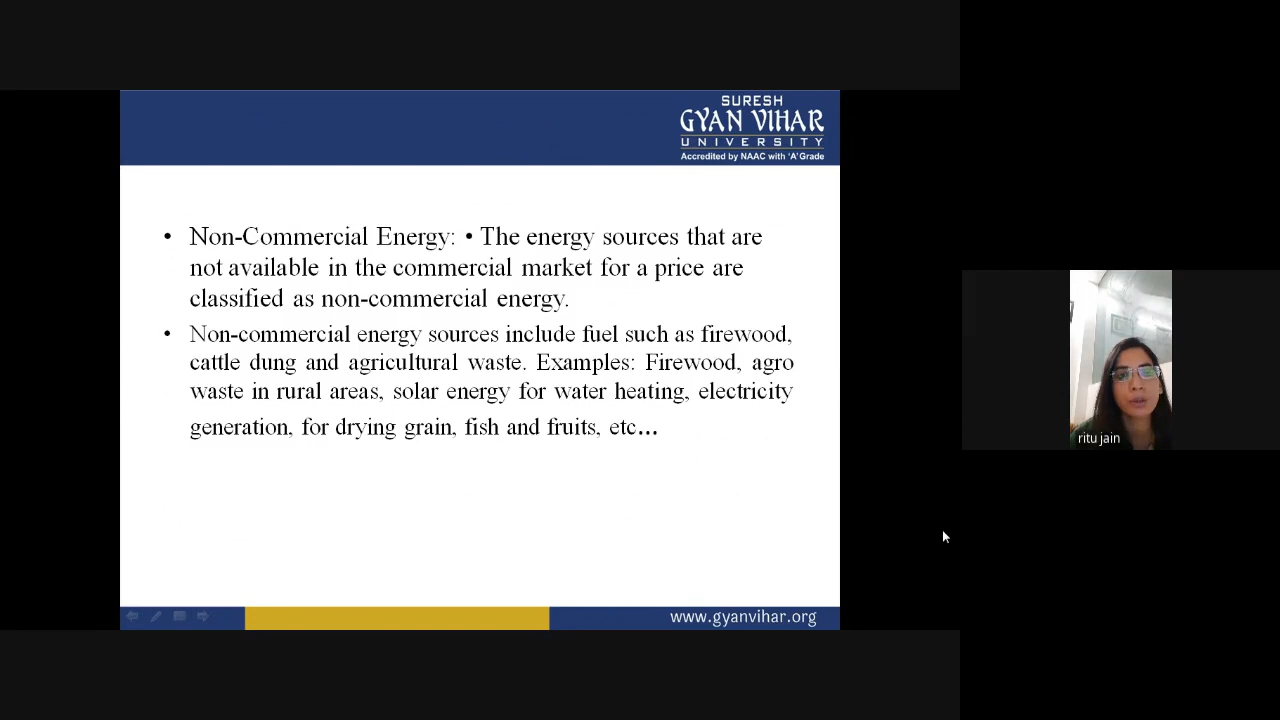 SURESH
GYAN VIHAR
UNIVERSITY
Accredited by NAAC with 'A' Grade
• Non-Commercial Energy: • The energy sources that are
not available in the commercial market for a price are
classified as non-commercial energy.
• Non-commercial energy sources include fuel such as firewood,
cattle dung and agricultural waste. Examples: Firewood, agro
waste in rural areas, solar energy for water heating, electricity
generation, for drying grain, fish and fruits, etc...
www.gyanvihar.org
ritu jain